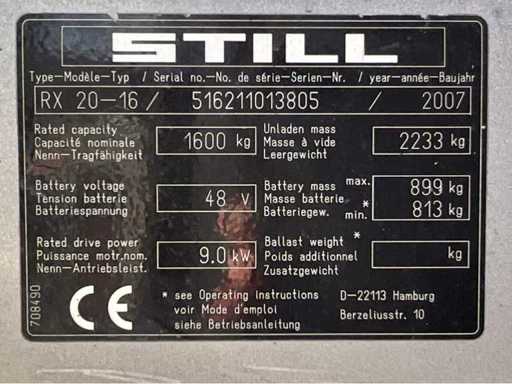 STILL
Type-Modèle-Typ / Serial no.-No. de série-Serien-Nr. / year-année-Baujahr
RX 20-16 / 516211013805 / 2007
Rated capacity
Capacité nominale
Nenn-Tragfähigkeit
1600 kg
Unladen mass
Masse à vide
Leergewicht
2233 kg
Battery voltage
Tension batterie
Batteriespannung
48 V
Battery mass max.
Masse batterie *
Batteriegew. min.
899 kg
813 kg
Rated drive power
Puissance motr.nom.
Nenn-Antriebsleist.
9.0 kW
Ballast weight *
Poids additionnel
Zusatzgewicht
kg
708490
CE
* see Operating instructions
voir Mode d'emploi
siehe Betriebsanleitung
D-22113 Hamburg
Berzeliusstr. 10